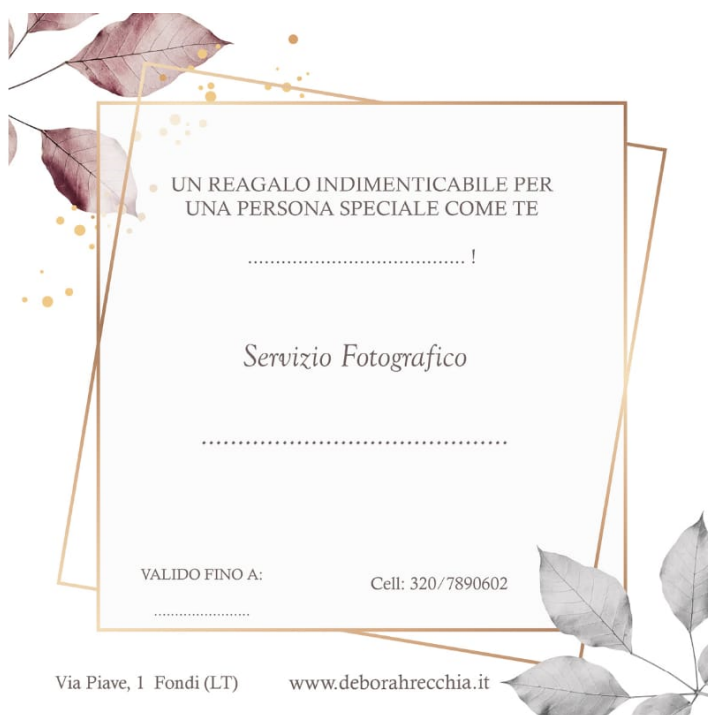 UN REAGALO INDIMENTICABILE PER
UNA PERSONA SPECIALE COME TE
....................................... !
Servizio Fotografico
..........................................
VALIDO FINO A:
Cell: 320/7890602
.......................
Via Piave, 1 Fondi (LT)
www.deborahrecchia.it